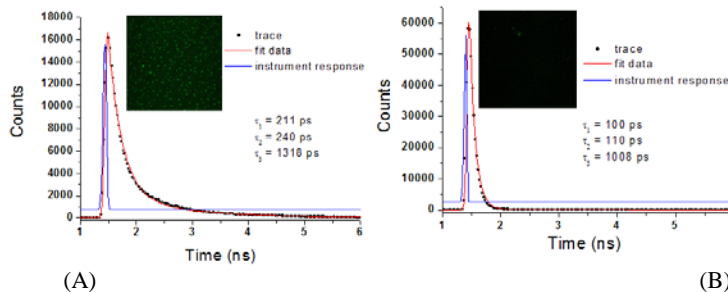 18000
16000
14000
12000
10000
8000
6000
4000
2000
0
Counts
trace
fit data
instrument response
τ1 = 211 ps
τ2 = 240 ps
τ3 = 1318 ps
1 2 3 4 5 6
Time (ns)
(A)
60000
50000
40000
30000
20000
10000
0
Counts
trace
fit data
instrument response
τ1 = 100 ps
τ2 = 110 ps
τ3 = 1008 ps
1 2 3 4 5
Time (ns)
(B)